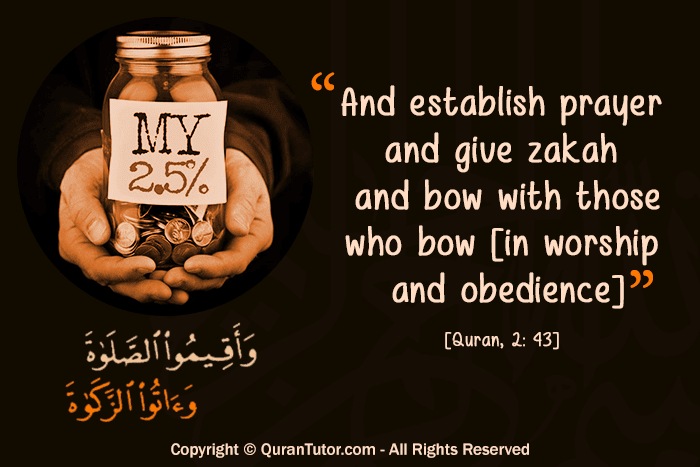 MY
2.5%
“And establish prayer
and give zakah
and bow with those
who bow [in worship
and obedience]”
[Quran, 2: 43]
وَأَقِيمُوا۟ ٱلصَّلَوٰةَ
وَءَاتُوا۟ ٱلزَّكَوٰةَ
Copyright © QuranTutor.com - All Rights Reserved